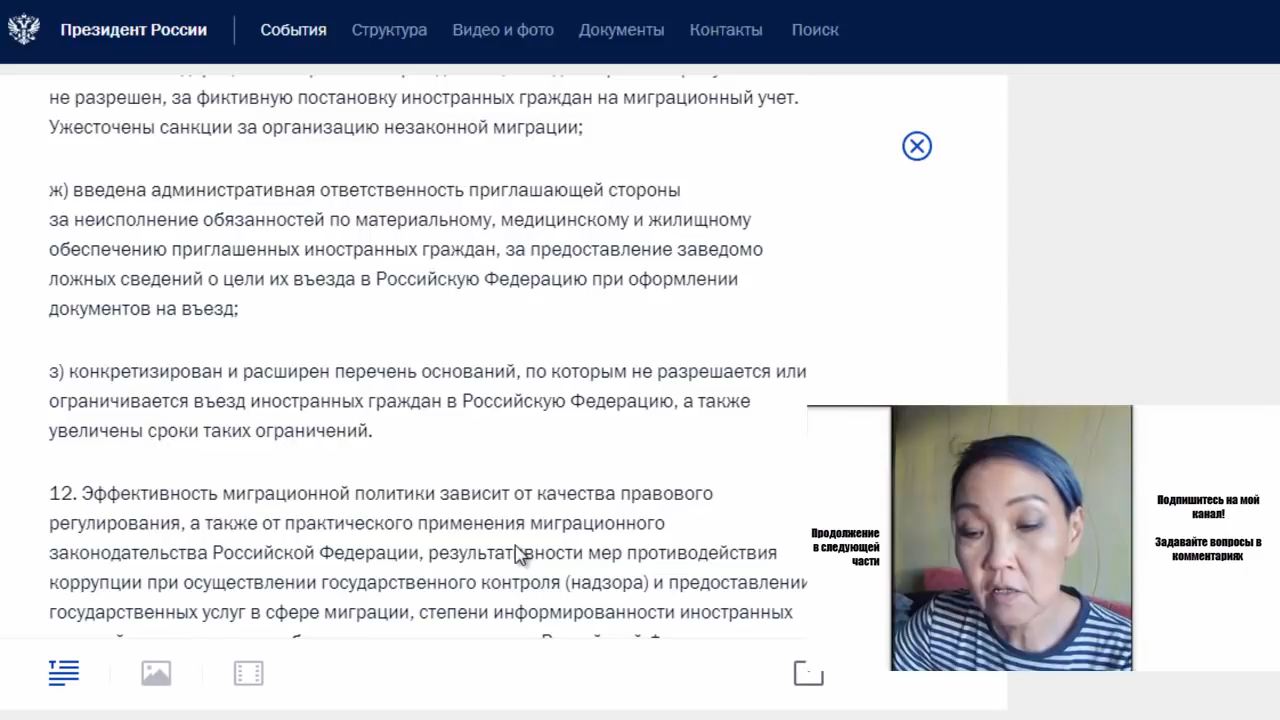 Президент России
События
Структура
Видео и фото
Документы
Контакты
Поиск
не разрешен, за фиктивную постановку иностранных граждан на миграционный учет.
Ужесточены санкции за организацию незаконной миграции;
ж) введена административная ответственность приглашающей стороны
за неисполнение обязанностей по материальному, медицинскому и жилищному
обеспечению приглашенных иностранных граждан, за предоставление заведомо
ложных сведений о цели их въезда в Российскую Федерацию при оформлении
документов на въезд;
з) конкретизирован и расширен перечень оснований, по которым не разрешается или
ограничивается въезд иностранных граждан в Российскую Федерацию, а также
увеличены сроки таких ограничений.
12. Эффективность миграционной политики зависит от качества правового
регулирования, а также от практического применения миграционного
законодательства Российской Федерации, результативности мер противодействия
коррупции при осуществлении государственного контроля (надзора) и предоставлении
государственных услуг в сфере миграции, степени информированности иностранных
Продолжение
в следующей
части
Подпишитесь на мой
канал!
Задавайте вопросы в
комментариях